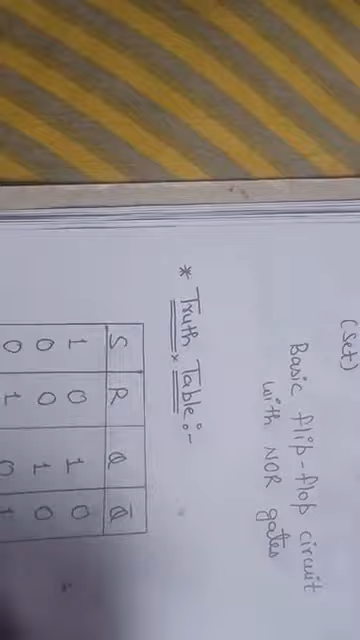 (Set)
Basic flip-flop circuit
with NOR gates
* Truth Table:-
S R Q Q̅
1 0 1 0
0 0 1 0
0 1 0 1